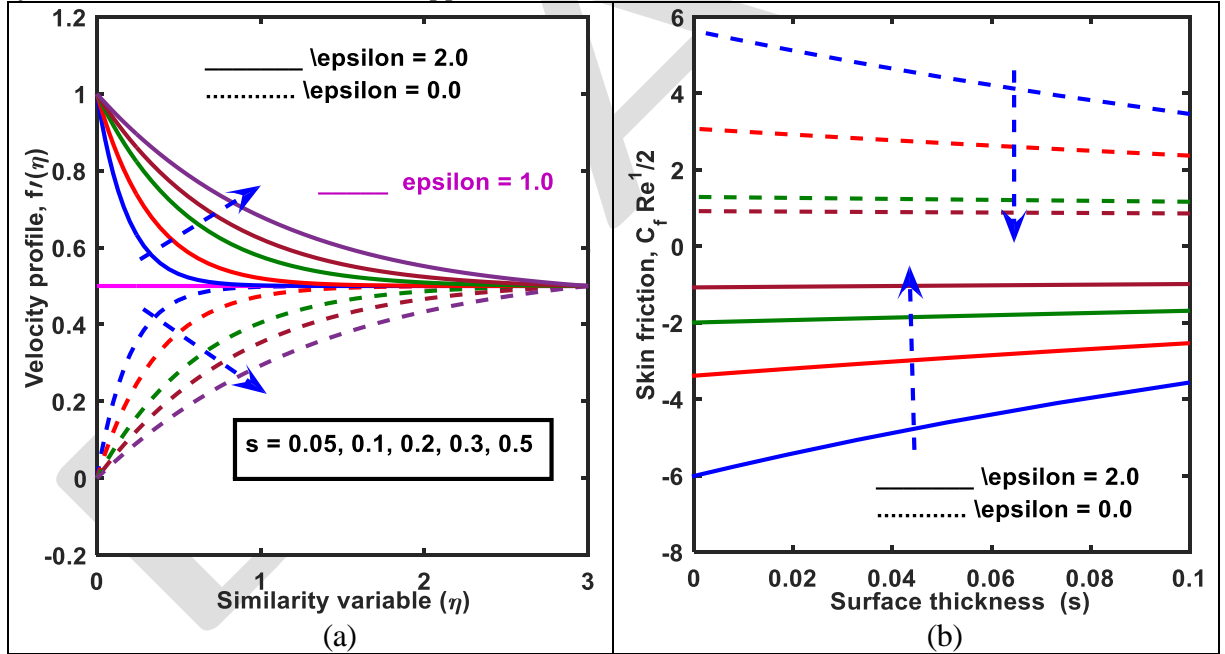 Velocity profile, f′(η)
1.2
1
0.8
0.6
0.4
0.2
0
-0.2
_________ \epsilon = 2.0
.............. \epsilon = 0.0
_____ epsilon = 1.0
s = 0.05, 0.1, 0.2, 0.3, 0.5
0 1 2 3
Similarity variable (η)
(a)
Skin friction, C_f Re^1/2
6
4
2
0
-2
-4
-6
-8
_________ \epsilon = 2.0
.............. \epsilon = 0.0
0 0.02 0.04 0.06 0.08 0.1
Surface thickness (s)
(b)